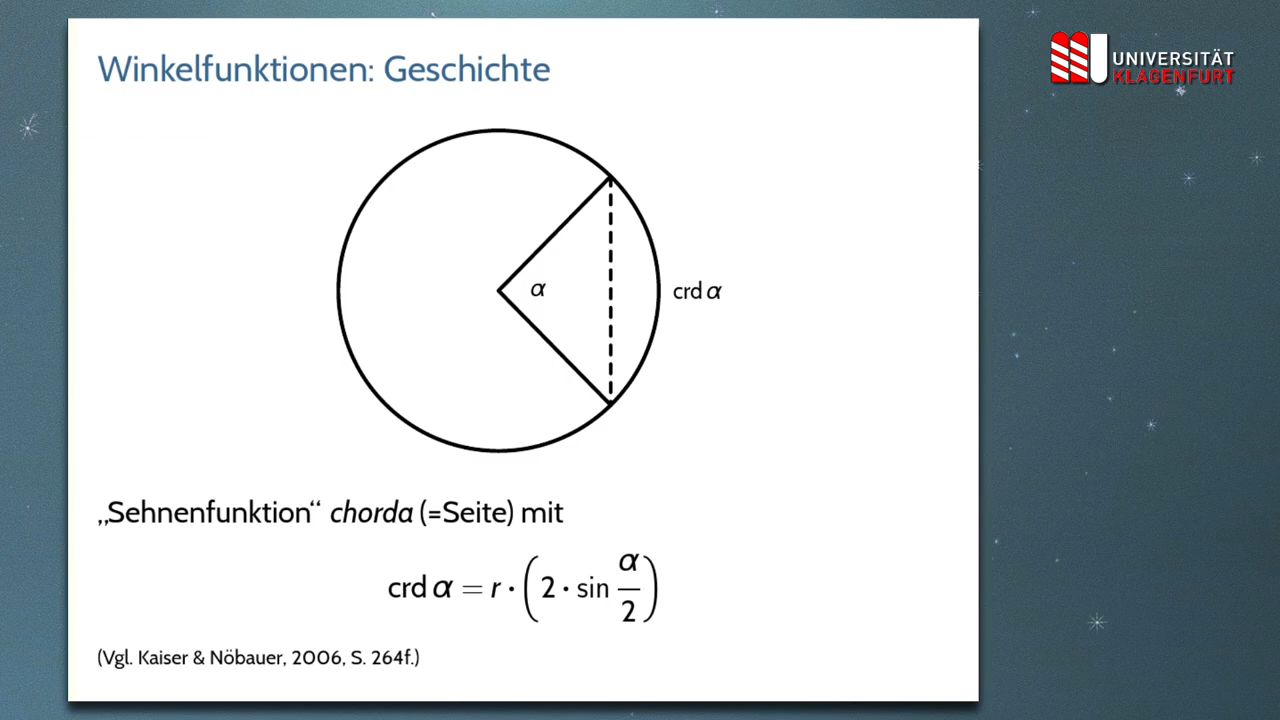 Winkelfunktionen: Geschichte
UNIVERSITÄT
KLAGENFURT
α
crd α
„Sehnenfunktion“ chorda (=Seite) mit
crd α = r · (2 · sin α/2)
(Vgl. Kaiser & Nöbauer, 2006, S. 264f.)